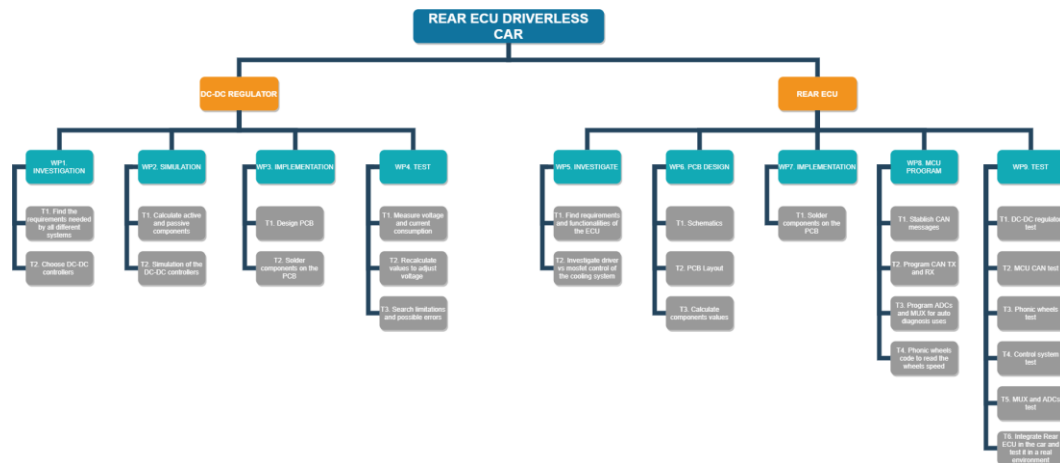 REAR ECU DRIVERLESS
CAR
DC-DC REGULATOR
REAR ECU
WP1.
INVESTIGATION
WP2. SIMULATION
WP3. IMPLEMENTATION
WP4. TEST
WP5. INVESTIGATE
WP6. PCB DESIGN
WP7. IMPLEMENTATION
WP8. MCU
PROGRAM
WP9. TEST
T1. Find the
requirements needed
by all different
systems
T2. Choose DC-DC
controllers
T1. Calculate active
and passive
components
T2. Simulation of the
DC-DC controllers
T1. Design PCB
T2. Solder
components on the
PCB
T1. Measure voltage
and current
consumption
T2. Recalculate
values to adjust
voltage
T3. Search limitations
and possible errors
T1. Find requirements
and functionalities of
the ECU
T2. Investigate driver
vs mosfet control of
the cooling system
T1. Schematics
T2. PCB Layout
T3. Calculate
components values
T1. Solder
components on the
PCB
T1. Stablish CAN
messages
T2. Program CAN TX
and RX
T3. Program ADCs
and MUX for auto
diagnosis uses
T4. Phonic wheels
code to read the
wheels speed
T1. DC-DC regulator
test
T2. MCU CAN test
T3. Phonic wheels
test
T4. Control system
test
T5. MUX and ADCs
test
T6. Integrate Rear
ECU in the car and
test it in a real
environment